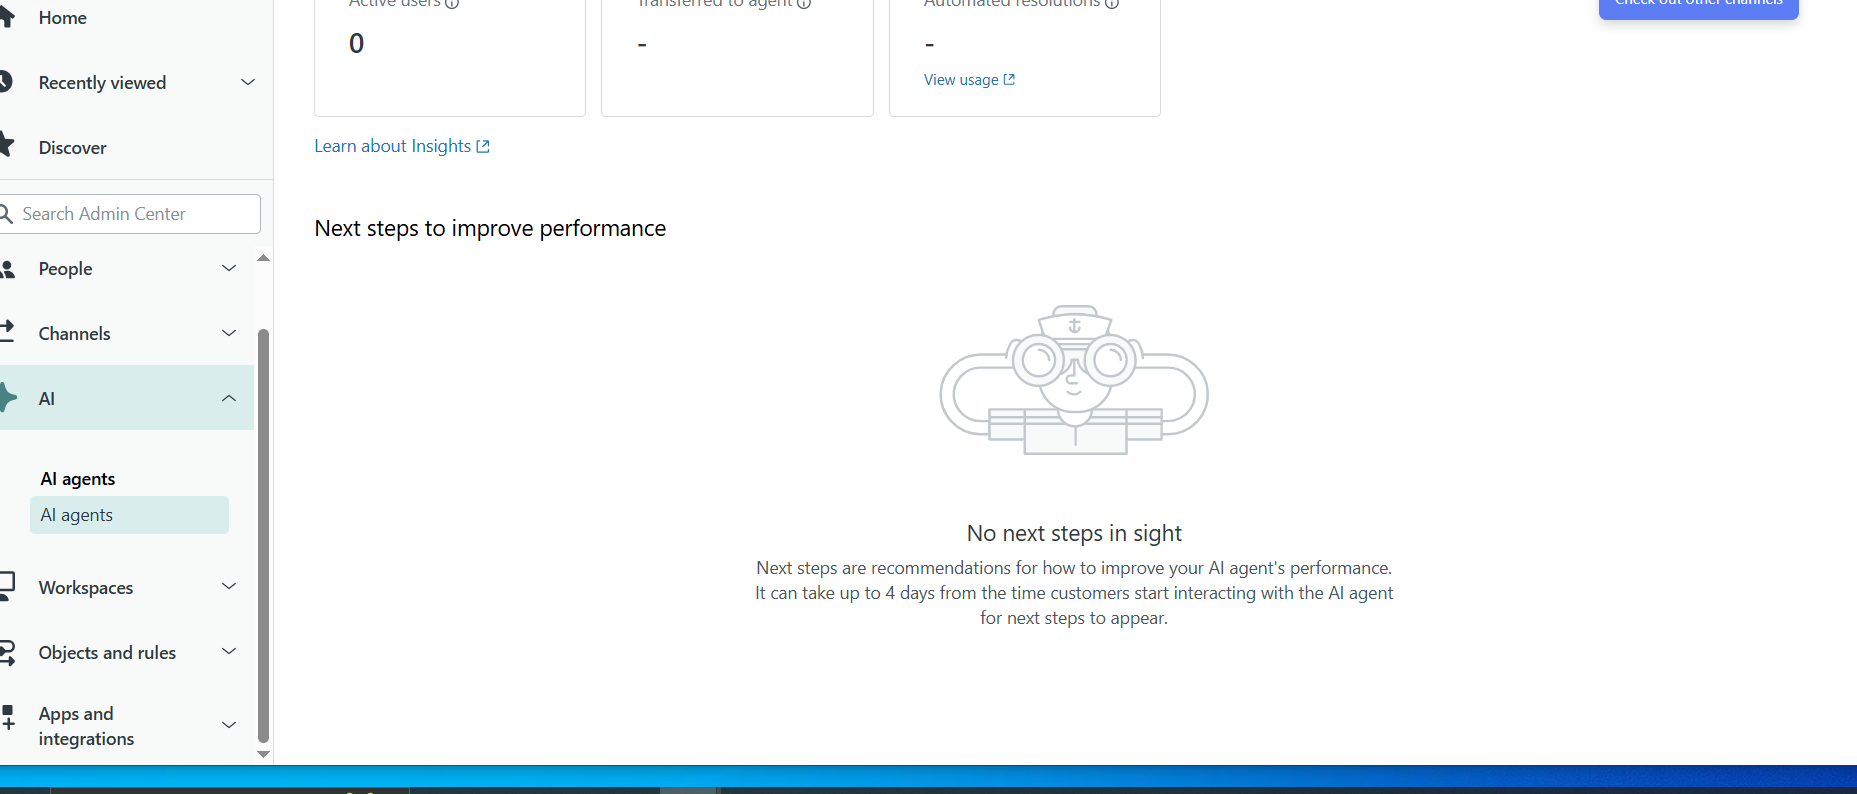 Home
Recently viewed
Discover
Search Admin Center
People
Channels
AI
AI agents
AI agents
Workspaces
Objects and rules
Apps and
integrations
Active users
0
Transferred to agent
-
Automated resolutions
-
View usage
Check out other channels
Learn about Insights
Next steps to improve performance
No next steps in sight
Next steps are recommendations for how to improve your AI agent's performance.
It can take up to 4 days from the time customers start interacting with the AI agent
for next steps to appear.